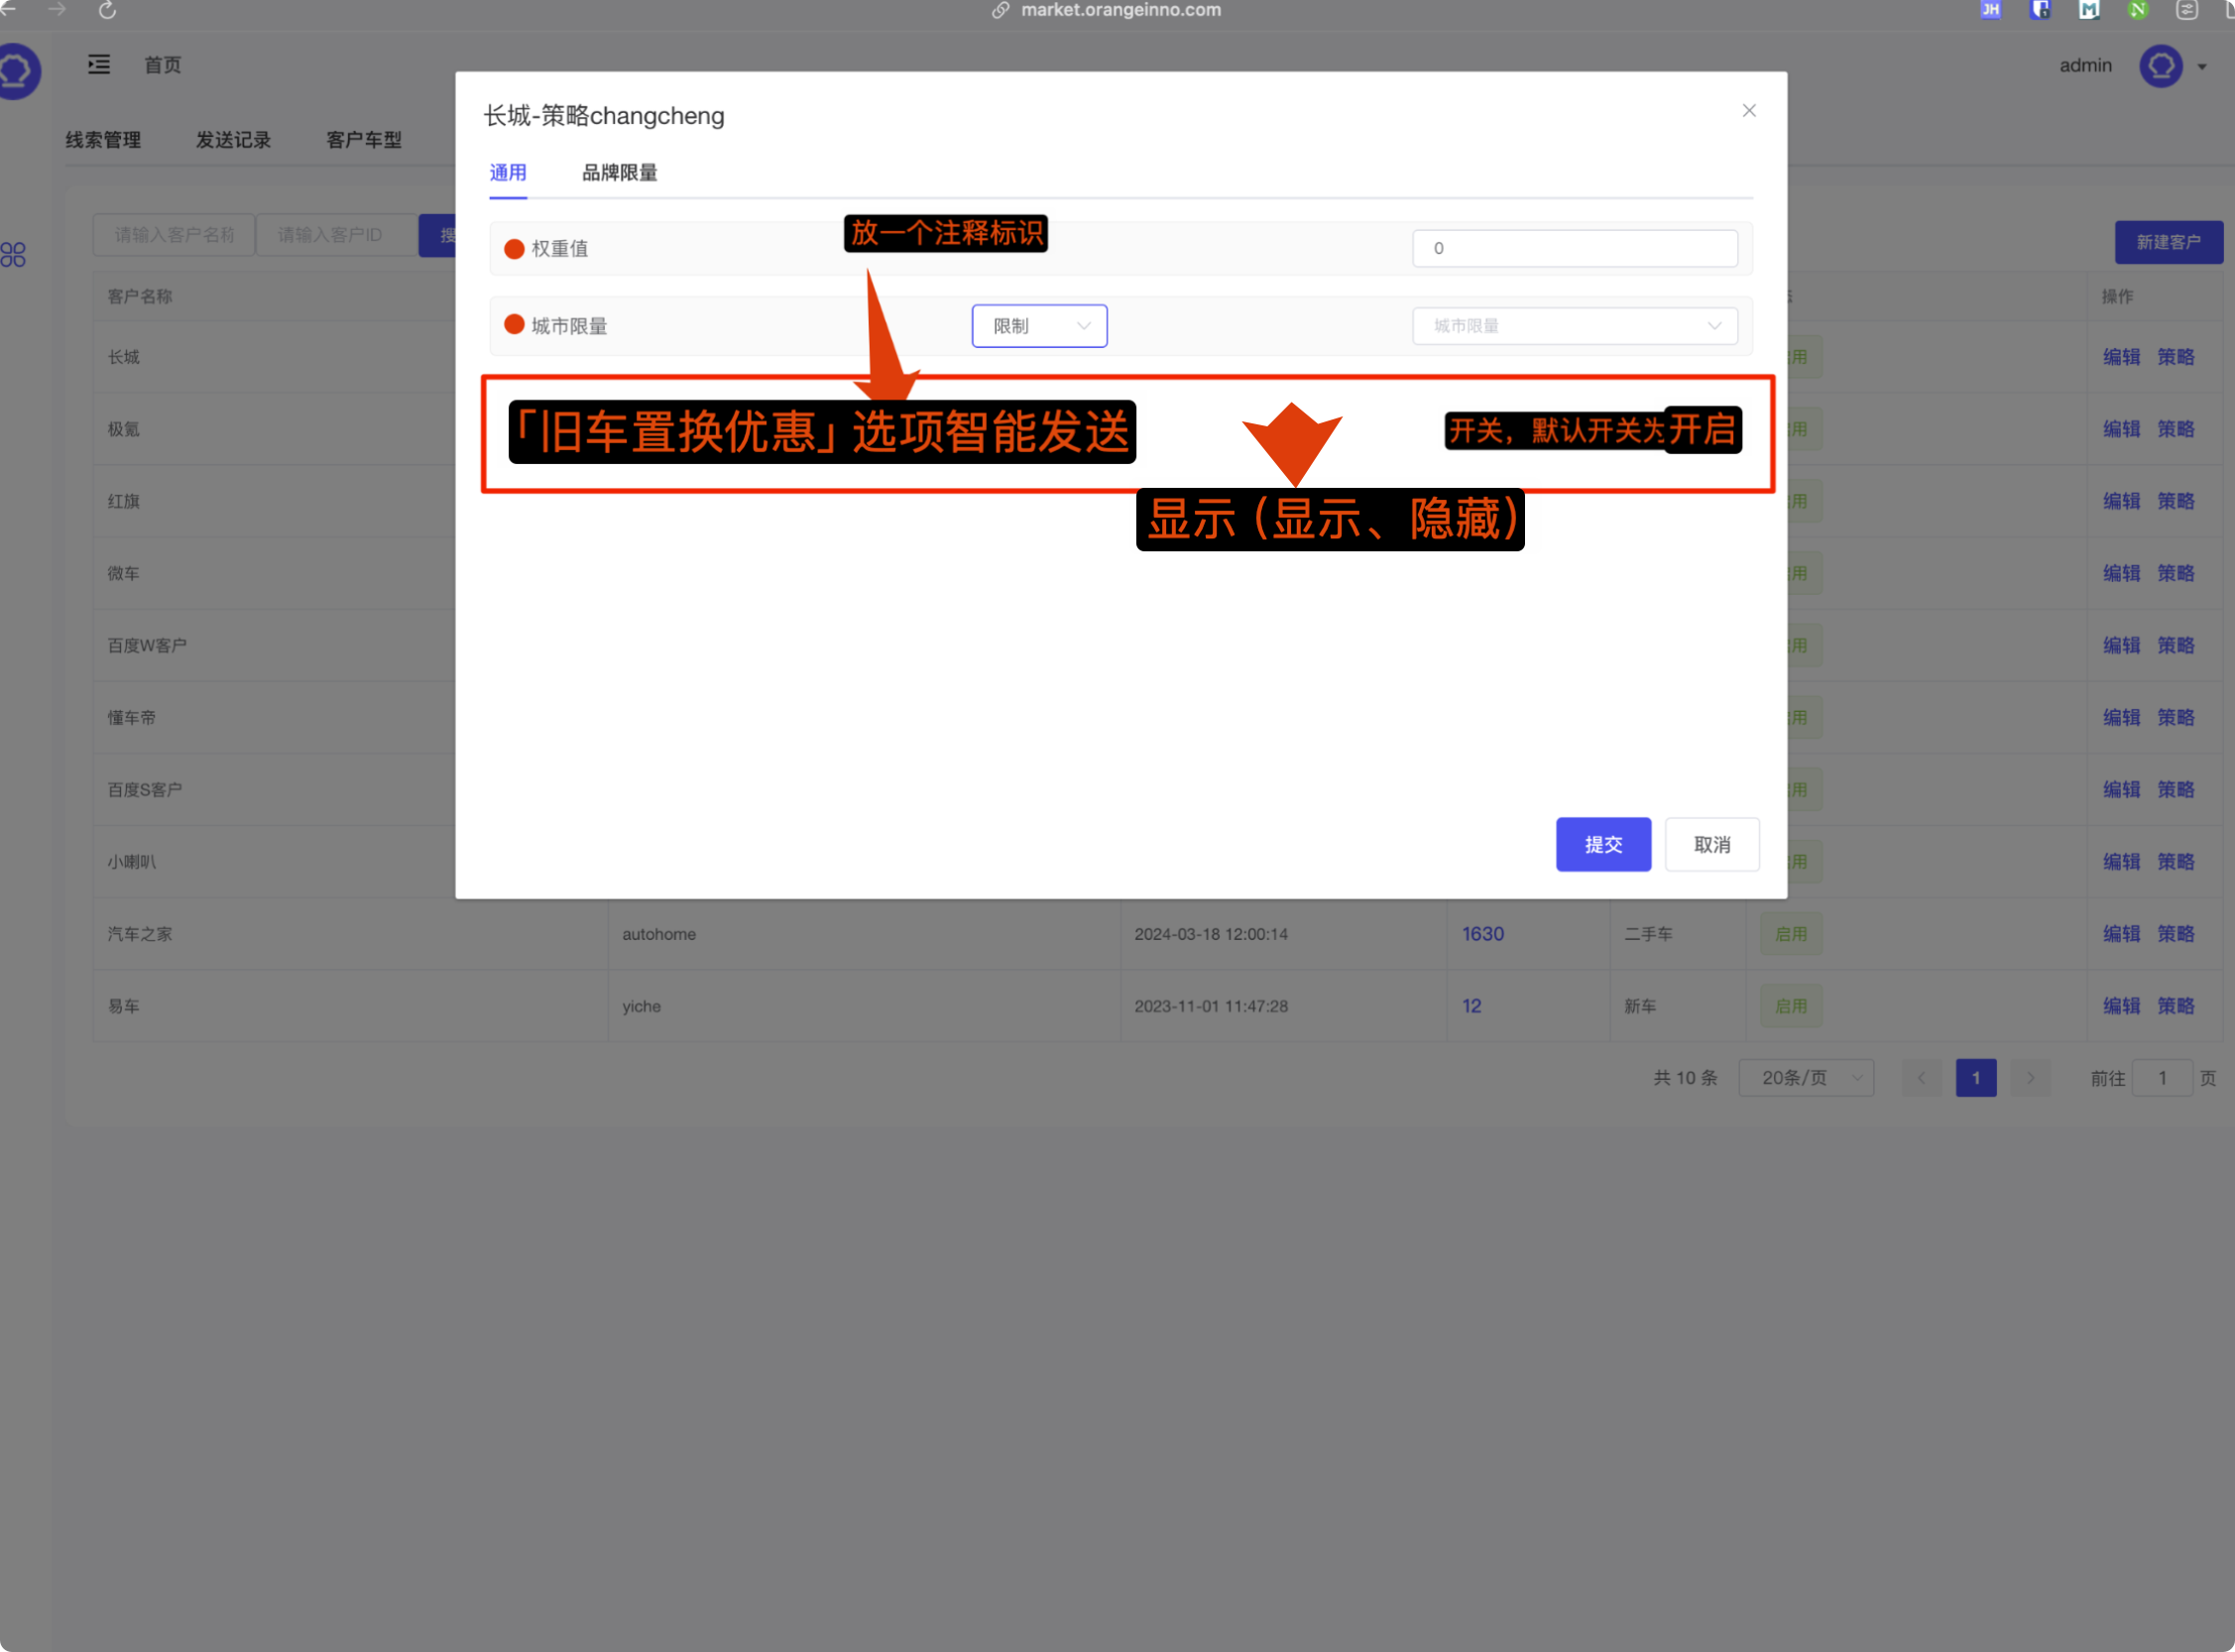 market.orangeinno.com
JH
M
N
首页
admin
线索管理 发送记录 客户车型
长城-策略changcheng
通用 品牌限量
请输入客户名称 请输入客户ID
新建客户
放一个注释标识
权重值 0
城市限量 限制 城市限量
「旧车置换优惠」选项智能发送
开关，默认开关为开启
显示（显示、隐藏）
客户名称 操作
长城 用 编辑 策略
极氪 用 编辑 策略
红旗 用 编辑 策略
微车 用 编辑 策略
百度W客户 用 编辑 策略
懂车帝 用 编辑 策略
百度S客户 用 编辑 策略
小喇叭 用 编辑 策略
提交 取消
汽车之家 autohome 2024-03-18 12:00:14 1630 二手车 启用 编辑 策略
易车 yiche 2023-11-01 11:47:28 12 新车 启用 编辑 策略
共 10 条 20条/页 1 前往 1 页